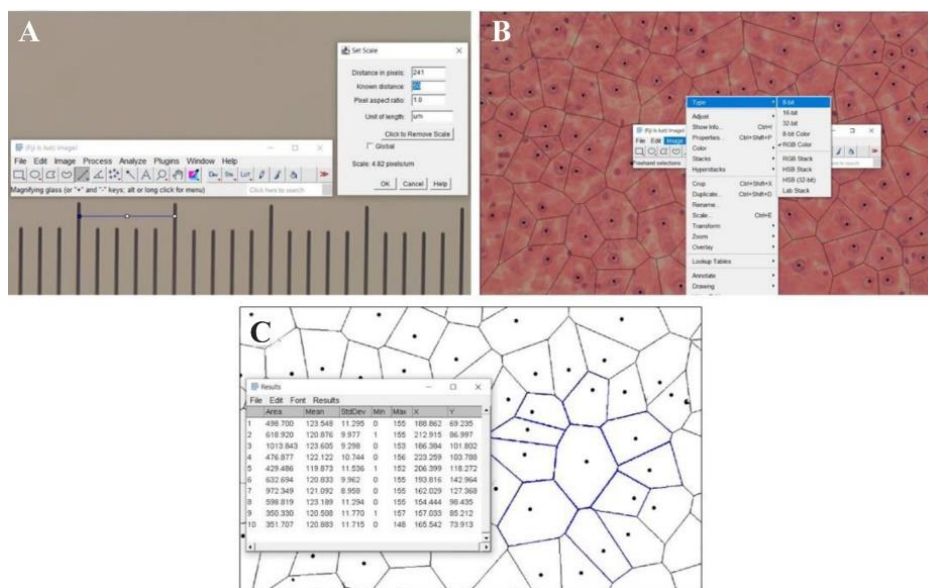 A
Set Scale
Distance in pixels: 241
Known distance:
Pixel aspect ratio: 1.0
Unit of length: um
Click to Remove Scale
Global
Scale: 4.82 pixels/um
OK Cancel Help
(Fiji Is Just) ImageJ
File Edit Image Process Analyze Plugins Window Help
Magnifying glass (or "+" and "-" keys; alt or long click for menu)
Click here to search
B
Type
Adjust
Show Info... Ctrl+I
Properties... Ctrl+Shift+P
Color
Stacks
Hyperstacks
Crop Ctrl+Shift+X
Duplicate... Ctrl+Shift+D
Rename...
Scale... Ctrl+E
Transform
Zoom
Overlay
Lookup Tables
Annotate
Drawing
8-bit
16-bit
32-bit
8-bit Color
RGB Color
RGB Stack
HSB Stack
HSB (32-bit)
Lab Stack
(Fiji Is Just) ImageJ
File Edit Image
Freehand selections
C
Results
File Edit Font Results
Area Mean StdDev Min Max X Y
1 498.700 123.548 11.295 0 155 188.862 69.235
2 618.920 120.876 9.977 1 155 212.915 86.997
3 1013.843 123.605 9.298 0 153 186.384 101.802
4 476.877 122.122 10.744 0 156 223.259 103.788
5 429.486 119.873 11.536 1 152 206.399 118.272
6 632.694 120.833 9.962 0 155 193.816 142.964
7 972.349 121.092 8.958 0 155 162.029 127.368
8 598.819 123.189 11.294 0 155 154.444 98.435
9 350.330 120.508 11.770 1 157 157.033 85.212
10 351.707 120.883 11.715 0 148 165.542 73.913